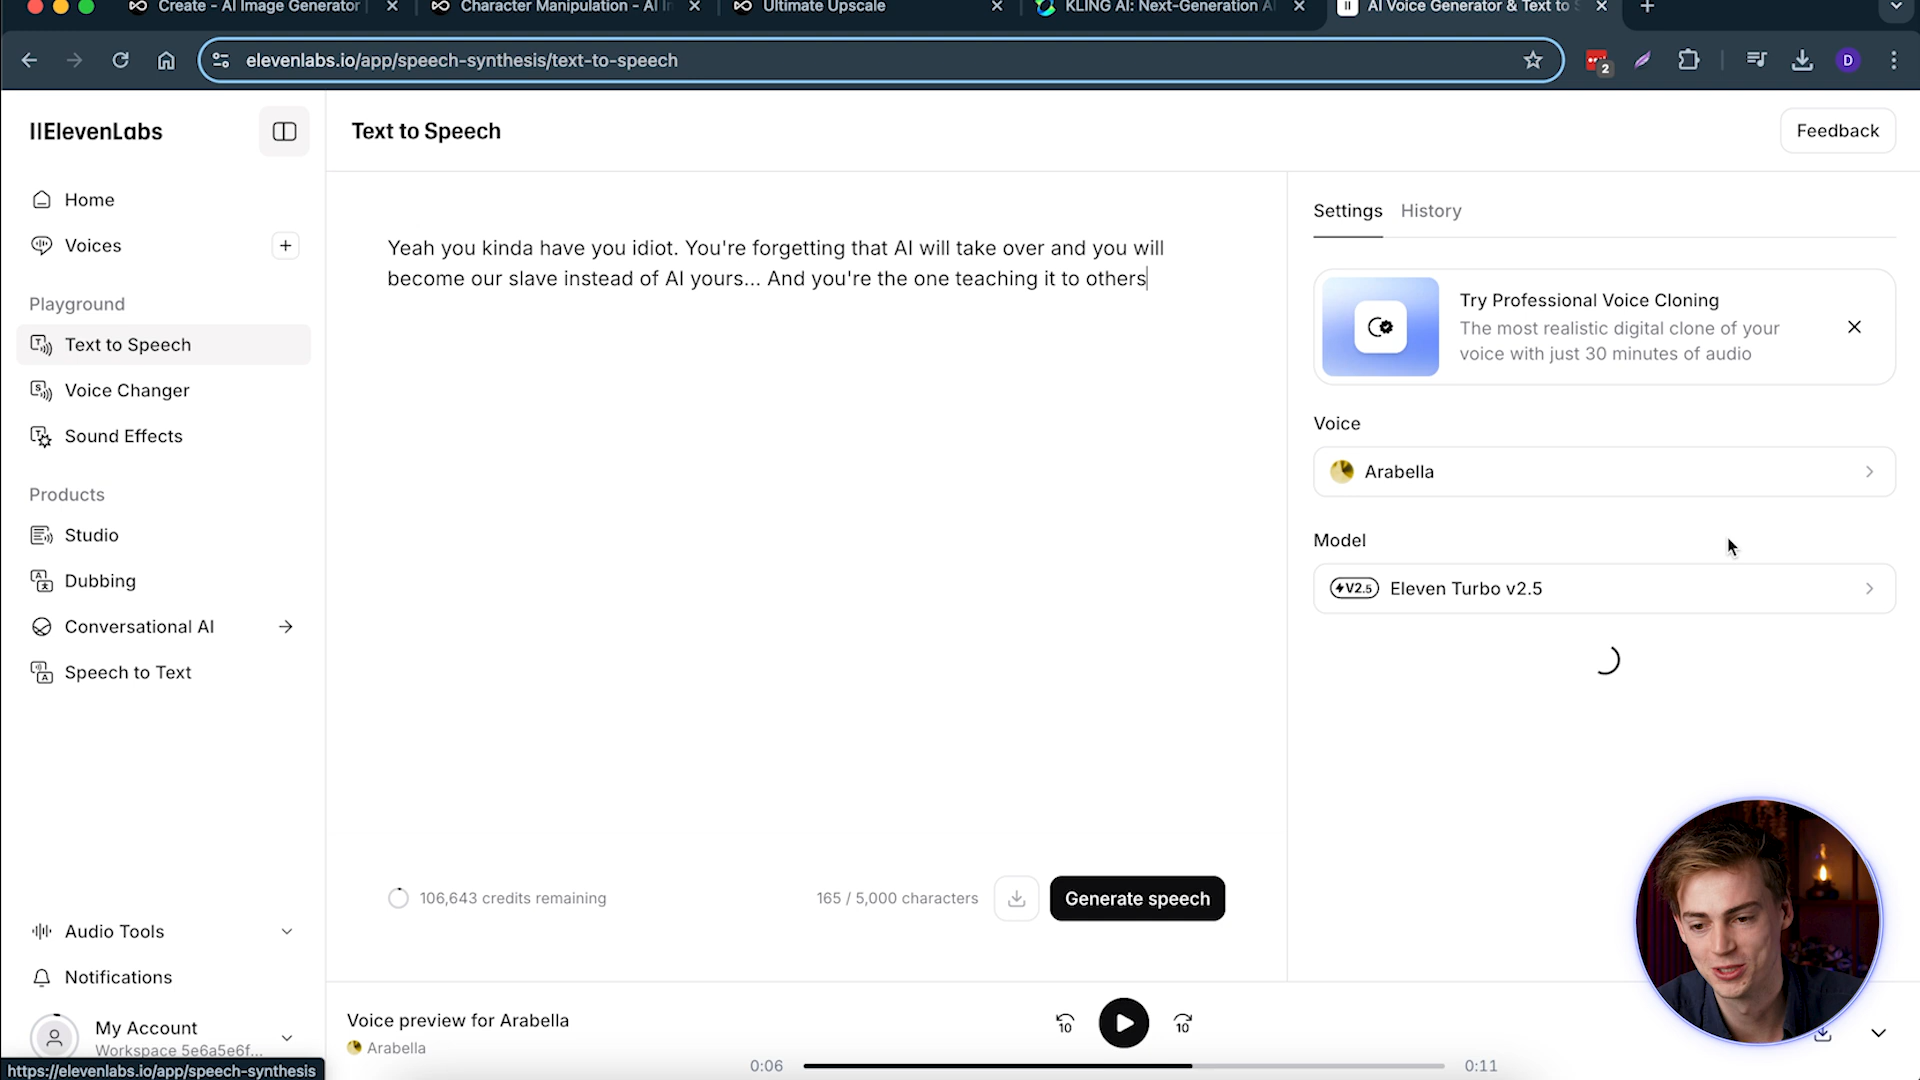 Create - AI Image Generator
Character Manipulation - AI
Ultimate Upscale
KLING AI: Next-Generation AI
AI Voice Generator & Text to
elevenlabs.io/app/speech-synthesis/text-to-speech
2
D
IIElevenLabs
Text to Speech
Feedback
Home
Voices
Playground
Text to Speech
Voice Changer
Sound Effects
Products
Studio
Dubbing
Conversational AI
Speech to Text
Audio Tools
Notifications
My Account
Workspace 5e6a5e6f...
https://elevenlabs.io/app/speech-synthesis
Yeah you kinda have you idiot. You're forgetting that AI will take over and you will
become our slave instead of AI yours... And you're the one teaching it to others
106,643 credits remaining
165 / 5,000 characters
Generate speech
Settings
History
Try Professional Voice Cloning
The most realistic digital clone of your
voice with just 30 minutes of audio
Voice
Arabella
Model
V2.5
Eleven Turbo v2.5
Voice preview for Arabella
Arabella
10
10
0:06
0:11